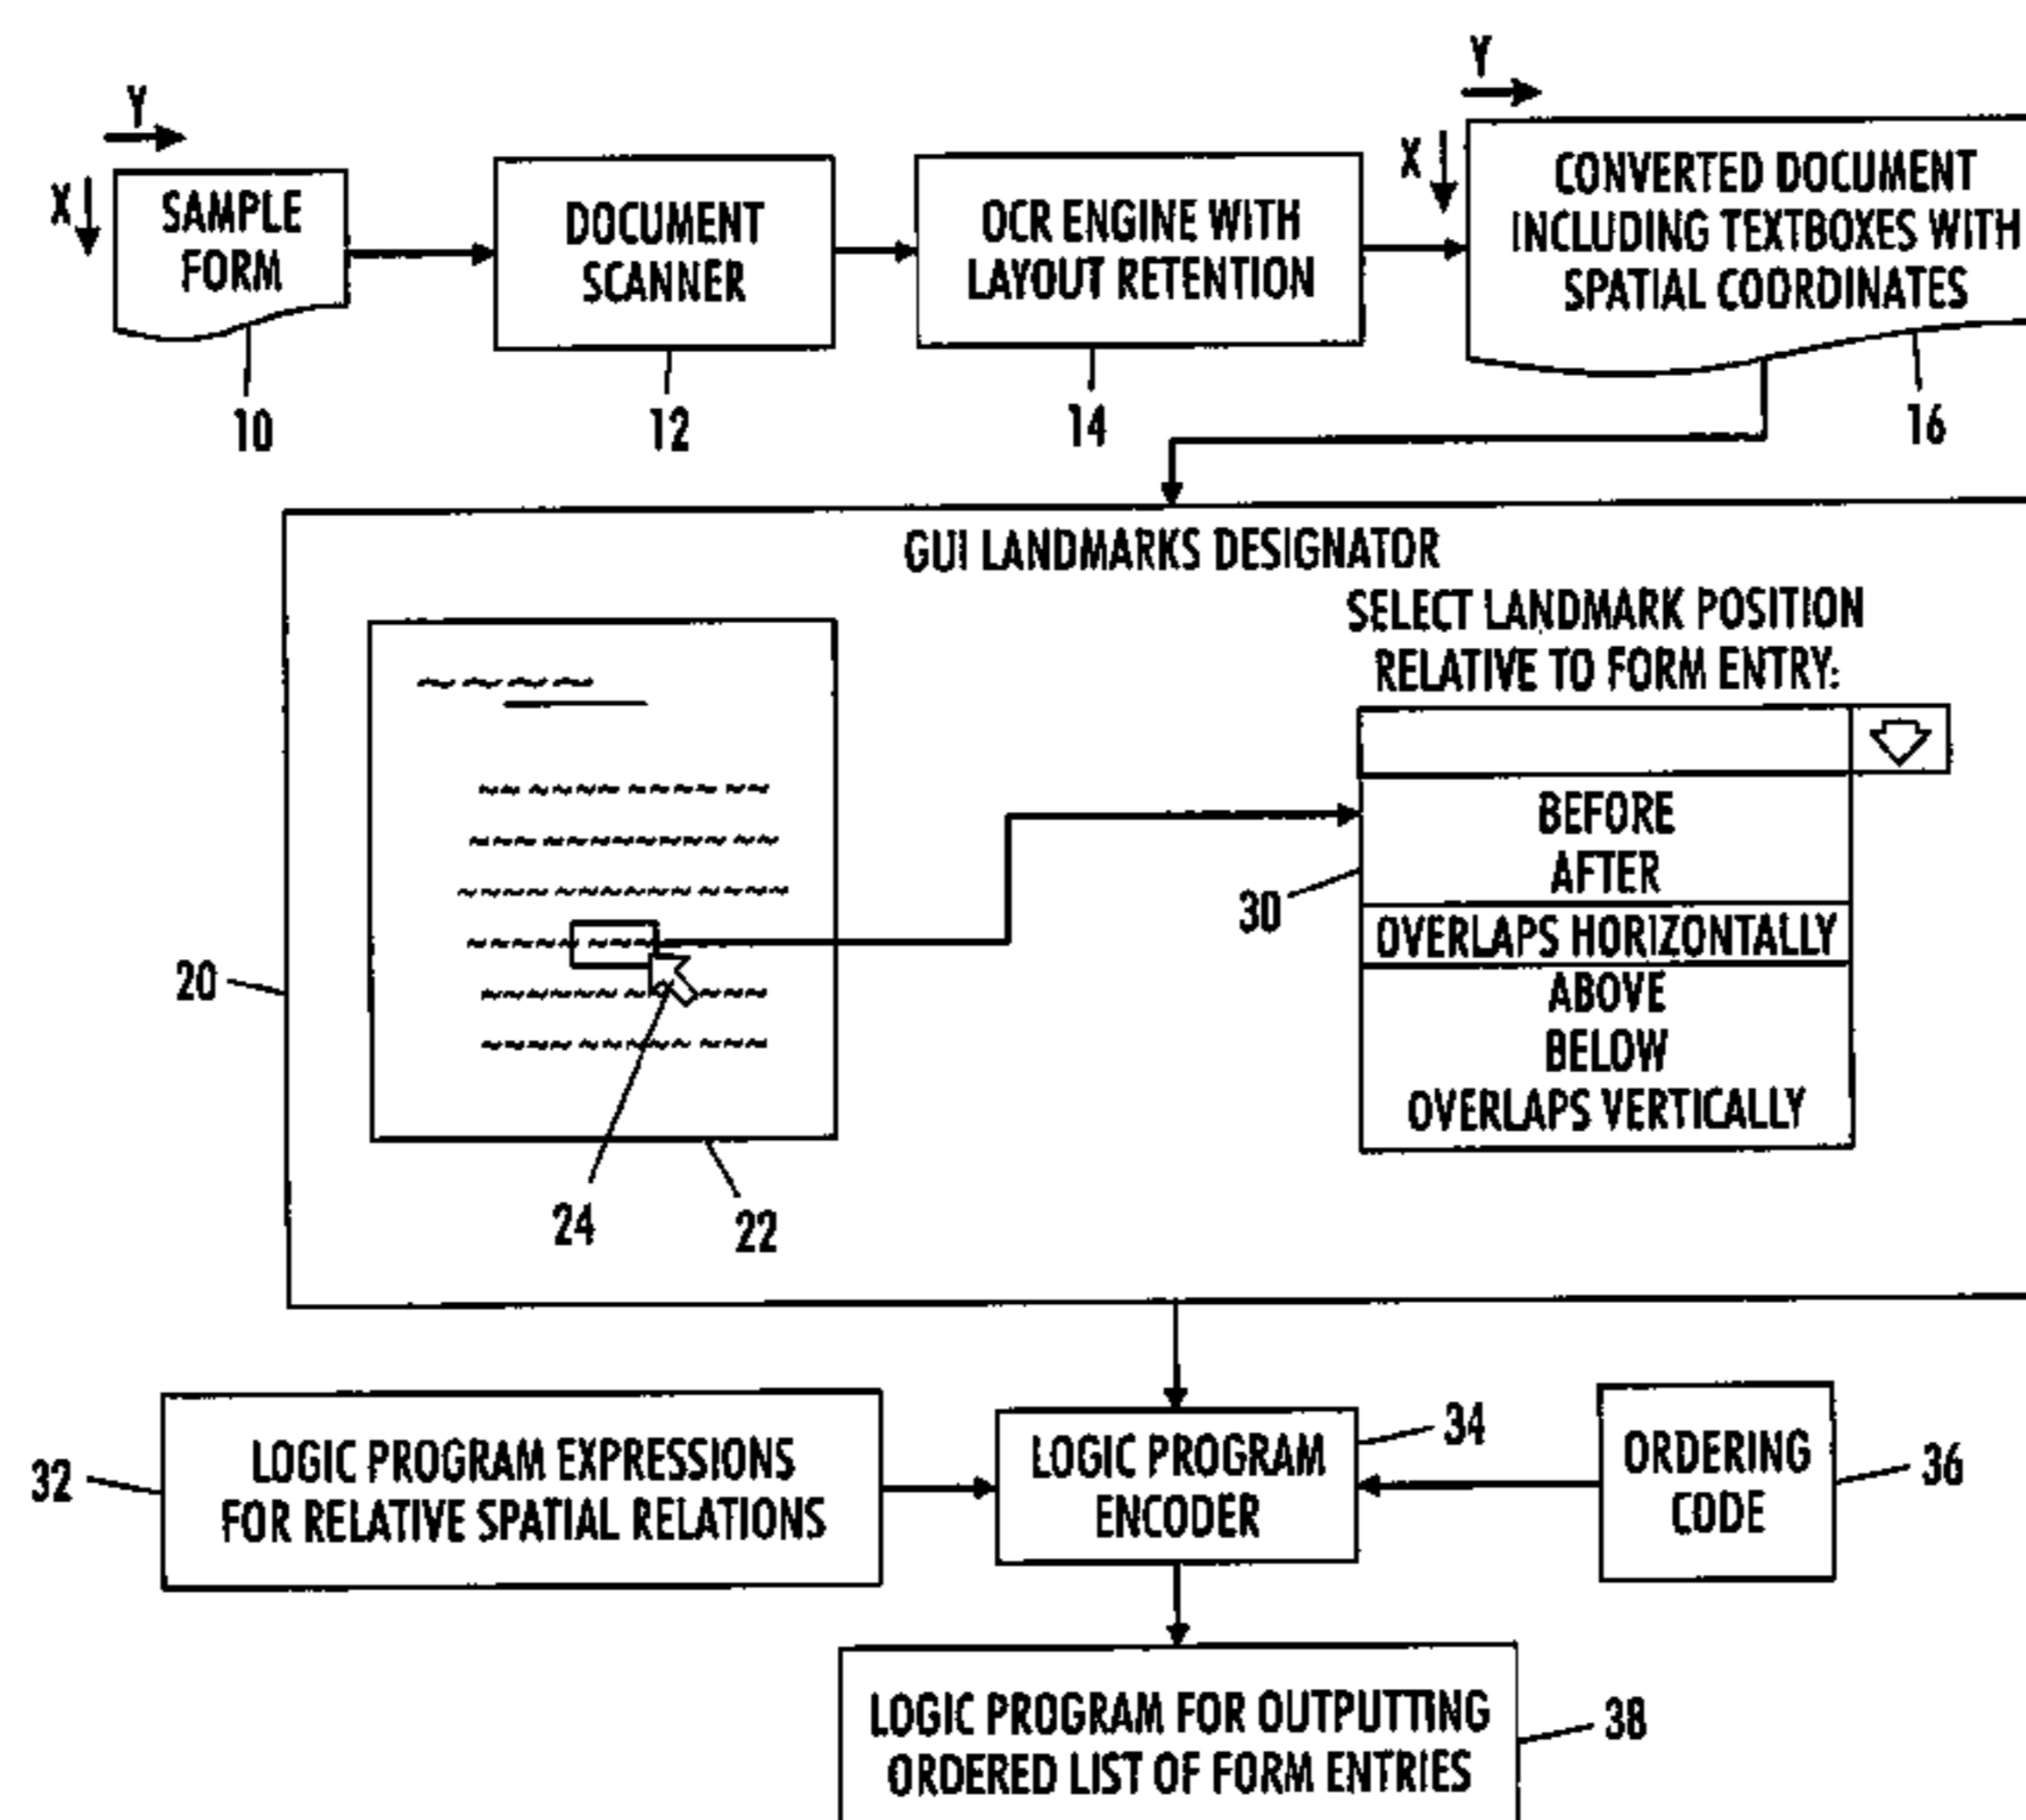 Y
X
SAMPLE
FORM
10
DOCUMENT
SCANNER
12
OCR ENGINE WITH
LAYOUT RETENTION
14
Y
X
CONVERTED DOCUMENT
INCLUDING TEXTBOXES WITH
SPATIAL COORDINATES
16
GUI LANDMARKS DESIGNATOR
SELECT LANDMARK POSITION
RELATIVE TO FORM ENTRY:
BEFORE
AFTER
OVERLAPS HORIZONTALLY
ABOVE
BELOW
OVERLAPS VERTICALLY
30
20
24
22
32
LOGIC PROGRAM EXPRESSIONS
FOR RELATIVE SPATIAL RELATIONS
LOGIC PROGRAM
ENCODER
34
ORDERING
CODE
36
LOGIC PROGRAM FOR OUTPUTTING
ORDERED LIST OF FORM ENTRIES
38